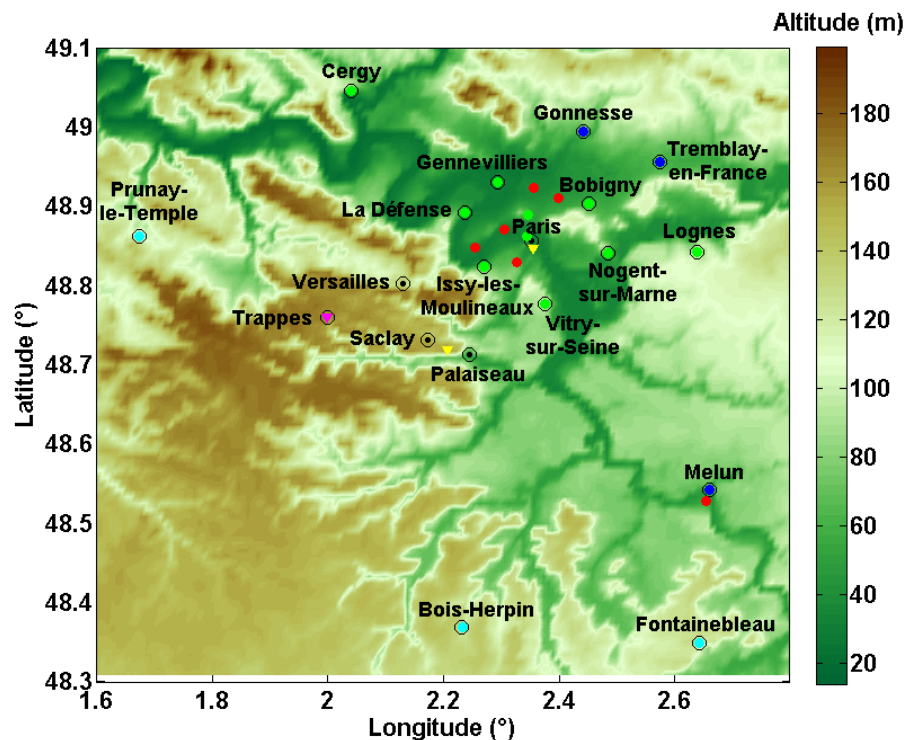 Altitude (m)
49.1
49
48.9
48.8
48.7
48.6
48.5
48.4
48.3
Latitude (°)
Cergy
Gonnesse
Tremblay-
en-France
Gennevilliers
Bobigny
Prunay-
le-Temple
La Défense
Paris
Lognes
Versailles
Issy-les-
Moulineaux
Nogent-
sur-Marne
Trappes
Saclay
Vitry-
sur-Seine
Palaiseau
Melun
Bois-Herpin
Fontainebleau
1.6
1.8
2
2.2
2.4
2.6
Longitude (°)
180
160
140
120
100
80
60
40
20